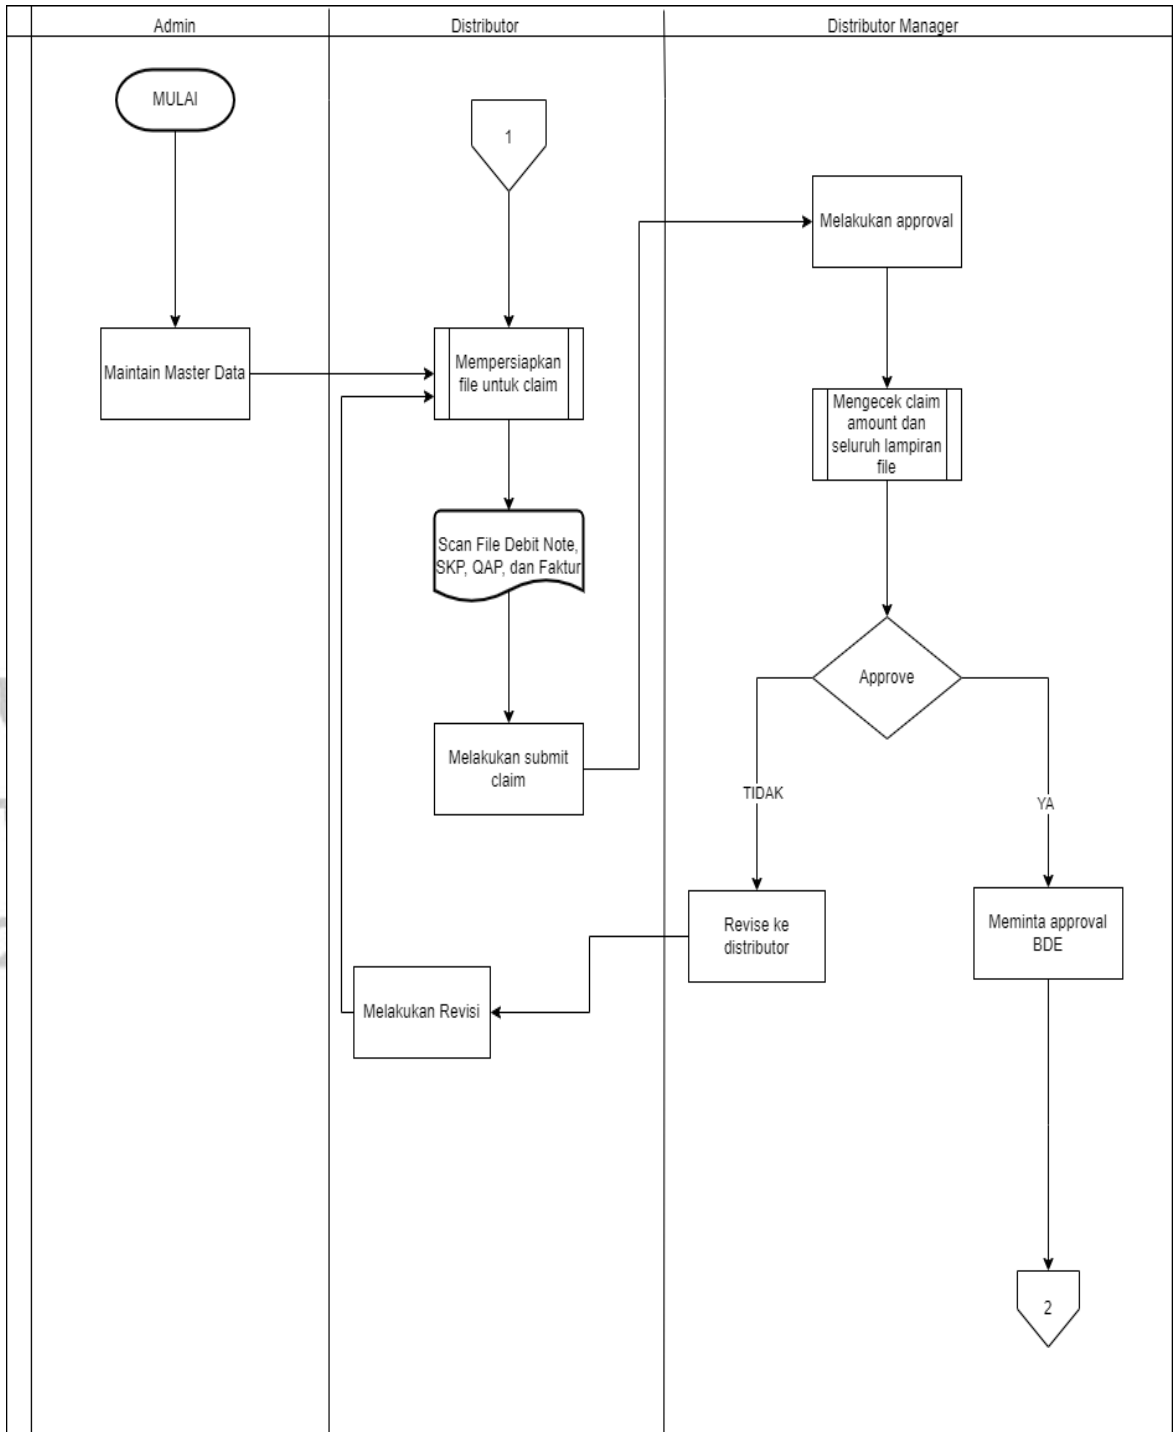 Admin
Distributor
Distributor Manager
MULAI
1
Melakukan approval
Maintain Master Data
Mempersiapkan
file untuk claim
Mengecek claim
amount dan
seluruh lampiran
file
Scan File Debit Note,
SKP, QAP, dan Faktur
Approve
Melakukan submit
claim
TIDAK
YA
Revise ke
distributor
Meminta approval
BDE
Melakukan Revisi
2